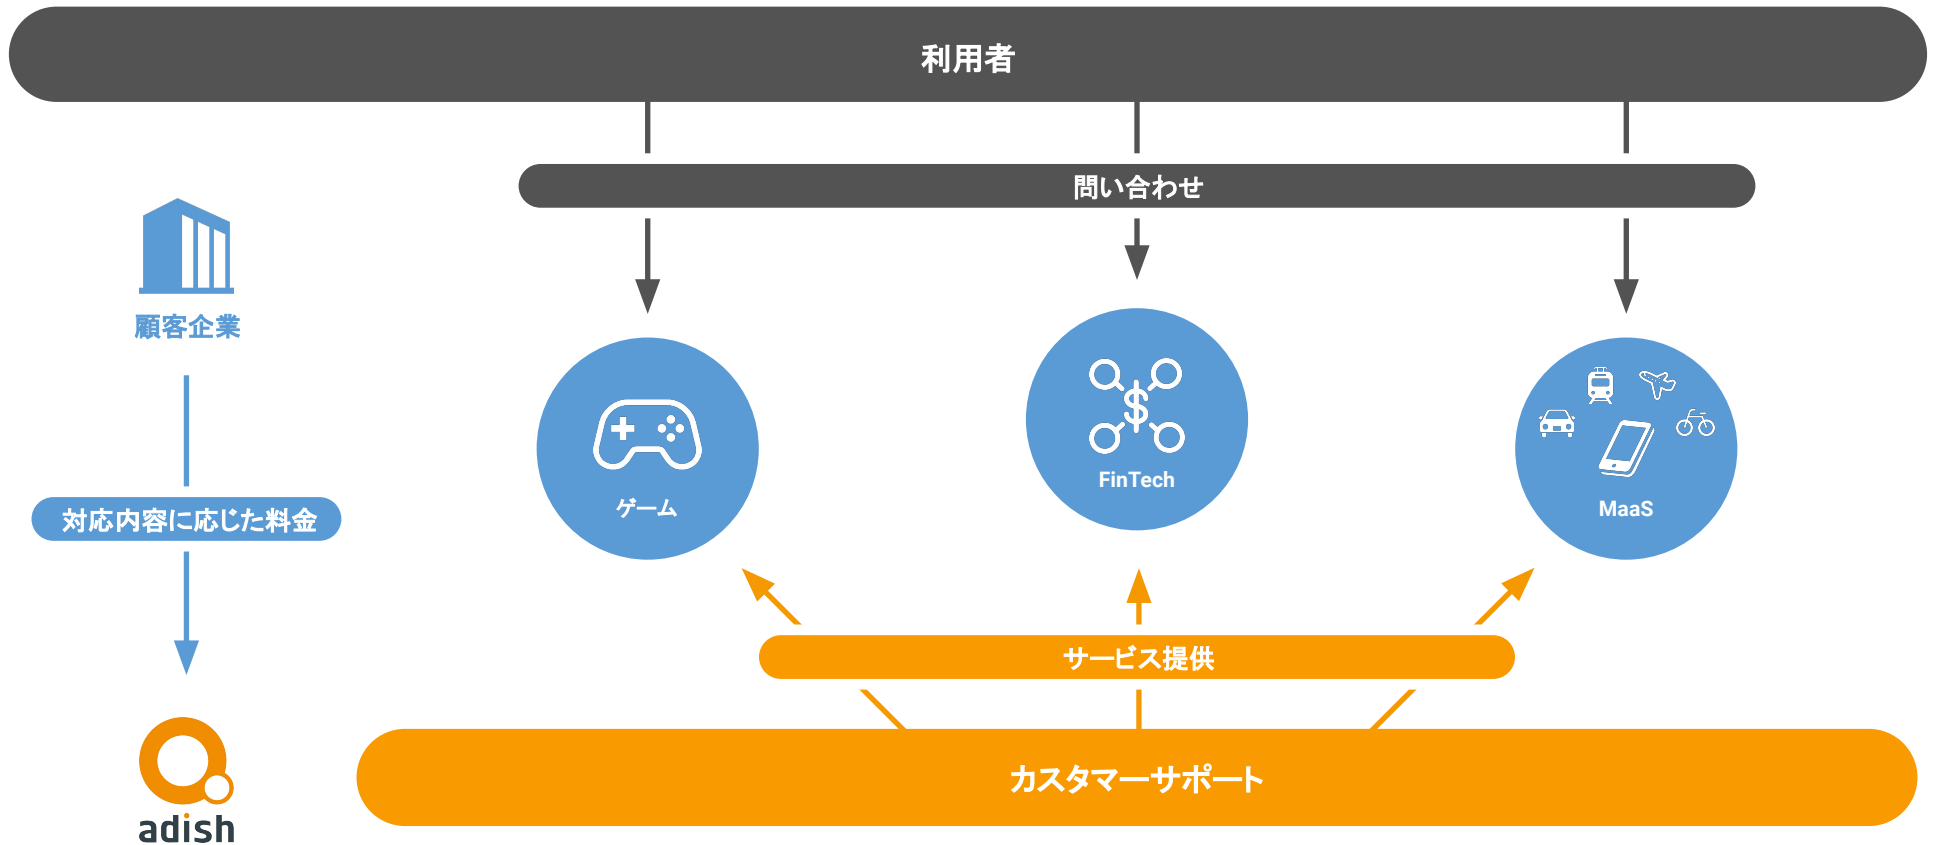 利用者
問い合わせ
顧客企業
ゲーム
FinTech
MaaS
対応内容に応じた料金
サービス提供
カスタマーサポート
adish